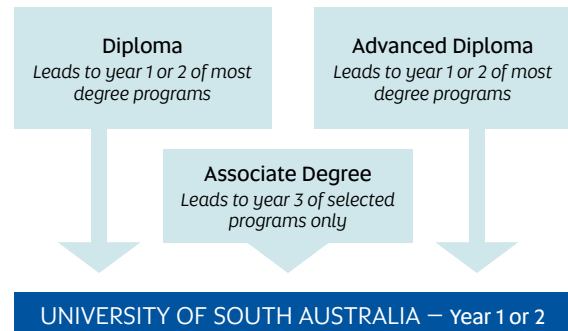 Diploma
Leads to year 1 or 2 of most
degree programs
Advanced Diploma
Leads to year 1 or 2 of most
degree programs
Associate Degree
Leads to year 3 of selected
programs only
UNIVERSITY OF SOUTH AUSTRALIA – Year 1 or 2